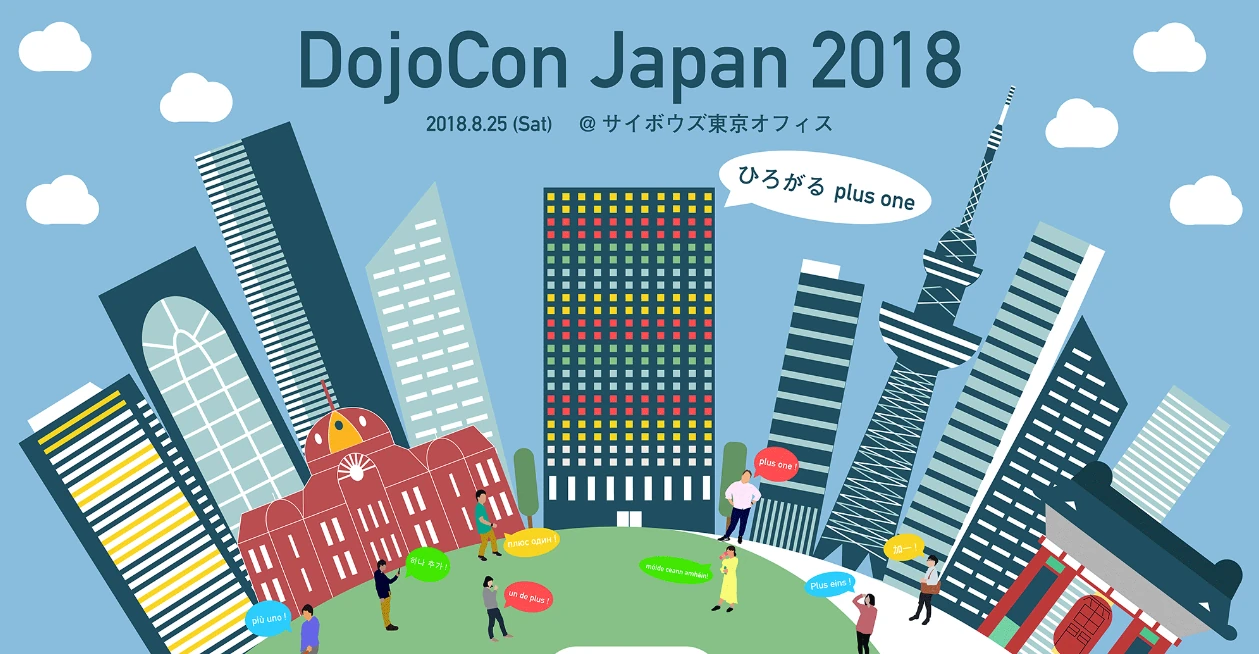 DojoCon Japan 2018
2018.8.25 (Sat) @ サイボウズ東京オフィス
ひろがる plus one
plus one !
плюс один !
加一 !
하나 추가 !
móide ceann amháin!
Plus eins !
un de plus !
più uno !